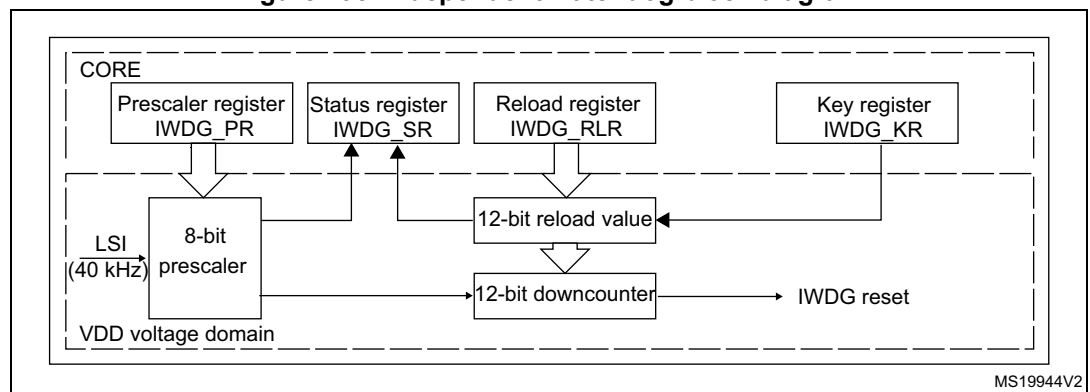 CORE
Prescaler register
IWDG_PR
Status register
IWDG_SR
Reload register
IWDG_RLR
Key register
IWDG_KR
LSI
(40 kHz)
8-bit
prescaler
12-bit reload value
12-bit downcounter
IWDG reset
VDD voltage domain
MS19944V2